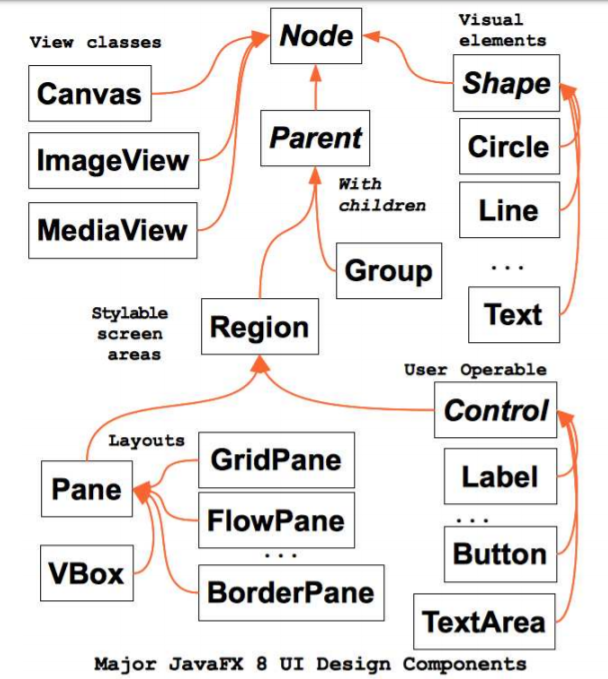 View classes
Node
Visual
elements
Canvas
Shape
Parent
Circle
ImageView
With
children
Line
MediaView
...
Group
Text
Stylable
screen
areas
Region
User Operable
Control
Layouts
GridPane
Label
Pane
FlowPane
...
...
Button
VBox
BorderPane
TextArea
Major JavaFX 8 UI Design Components